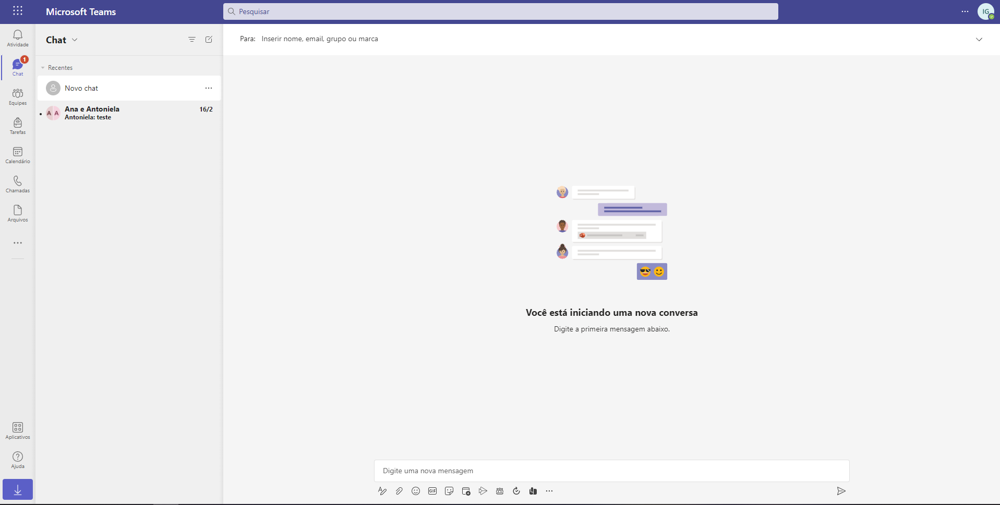 Microsoft Teams
Pesquisar
IG
Atividade
1
Chat
Equipes
Tarefas
Calendário
Chamadas
Arquivos
Aplicativos
Ajuda
Chat
Recentes
Novo chat
A A
Ana e Antoniela
16/2
Antoniela: teste
Para: Inserir nome, email, grupo ou marca
Você está iniciando uma nova conversa
Digite a primeira mensagem abaixo.
Digite uma nova mensagem
GIF